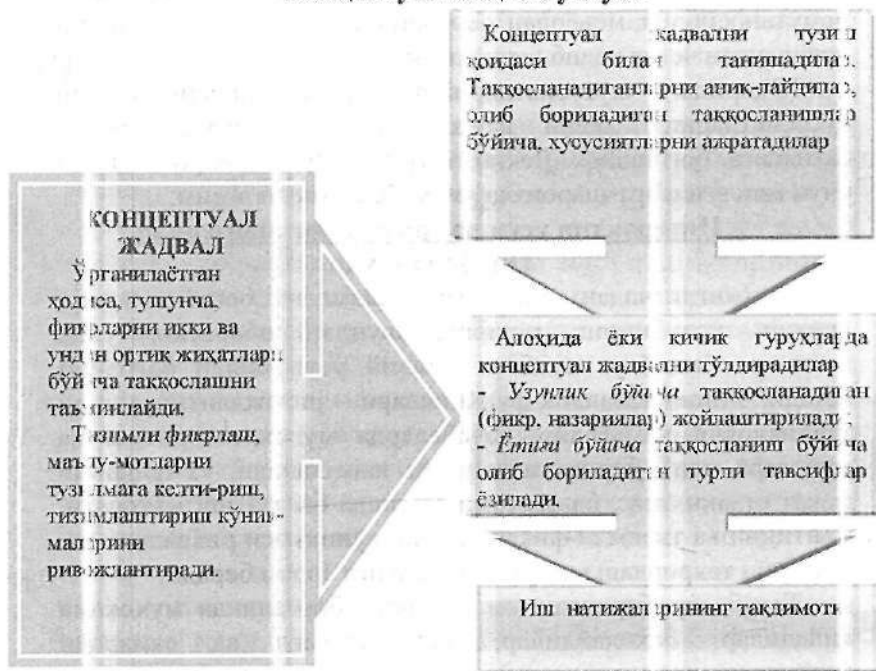 КОНЦЕПТУАЛ
ЖАДВАЛ
Ўрганилаётган
ҳодиса, тушунча,
фикрларни икки ва
ундан ортиқ жиҳатлари
бўйича таққослашни
таъминлайди.
Тизимли фикрлаш,
маълу-мотларни
тузилмага келти-риш,
тизимлаштириш кўник-
маларини
ривожлантиради.
Концептуал жадвални тузиш
қоидаси билан танишадилар.
Таққосланадиганларни аниқ-лайдилар,
олиб бориладиган таққосланишлар
бўйича, хусусиятларни ажратадилар
Алоҳида ёки кичик гуруҳларда
концептуал жадвални тўлдирадилар
- Узунлик бўйича таққосланадиган
(фикр, назариялар) жойлаштирилади;
- Ётиғи бўйича таққосланиш бўйича
олиб бориладиган турли тавсифлар
ёзилади.
Иш натижаларининг тақдимоти